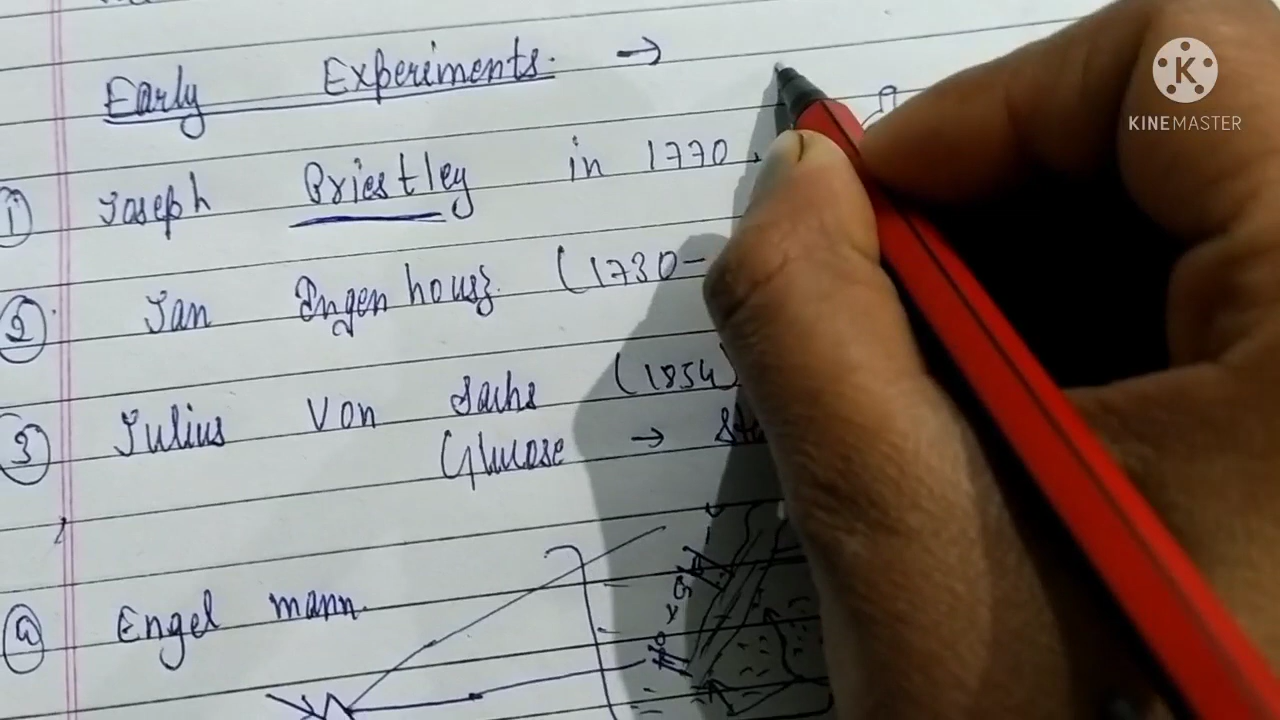 Early Experiments. →
① Joseph Priestley in 1770
② Jan Ingenhousz. (1730-
③ Julius Von Sachs (1854)
Glucose →
④ Engel mann.
KINEMASTER